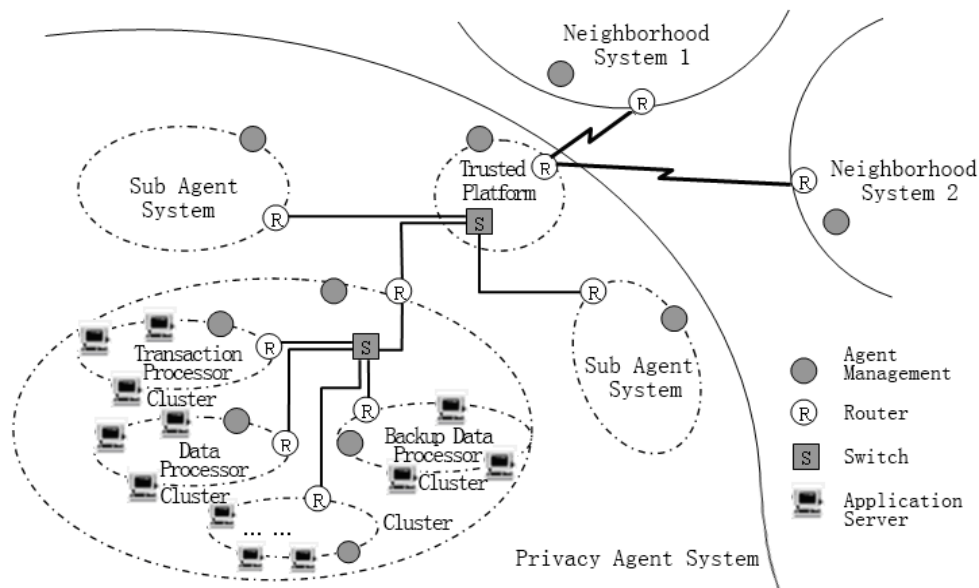 Neighborhood
System 1
R
Neighborhood
System 2
R
Trusted
Platform
R
S
Sub Agent
System
R
R
Sub Agent
System
R
S
Transaction
Processor
Cluster
R
Data
Processor
Cluster
R
Backup Data
Processor
Cluster
R
Cluster
R
... ...
Privacy Agent System
Agent
Management
R Router
S Switch
Application
Server